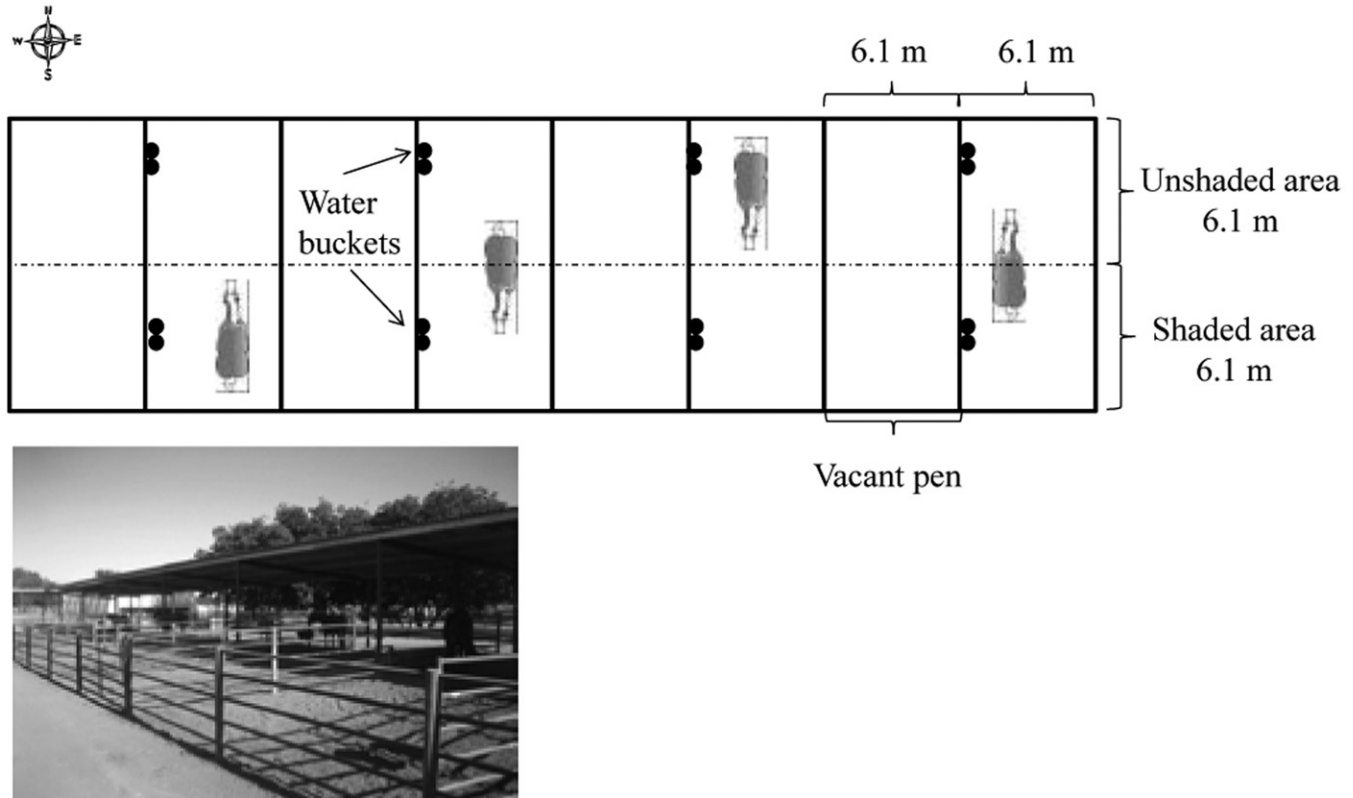 N
W
E
S
6.1 m
6.1 m
Water
buckets
Unshaded area
6.1 m
Shaded area
6.1 m
Vacant pen